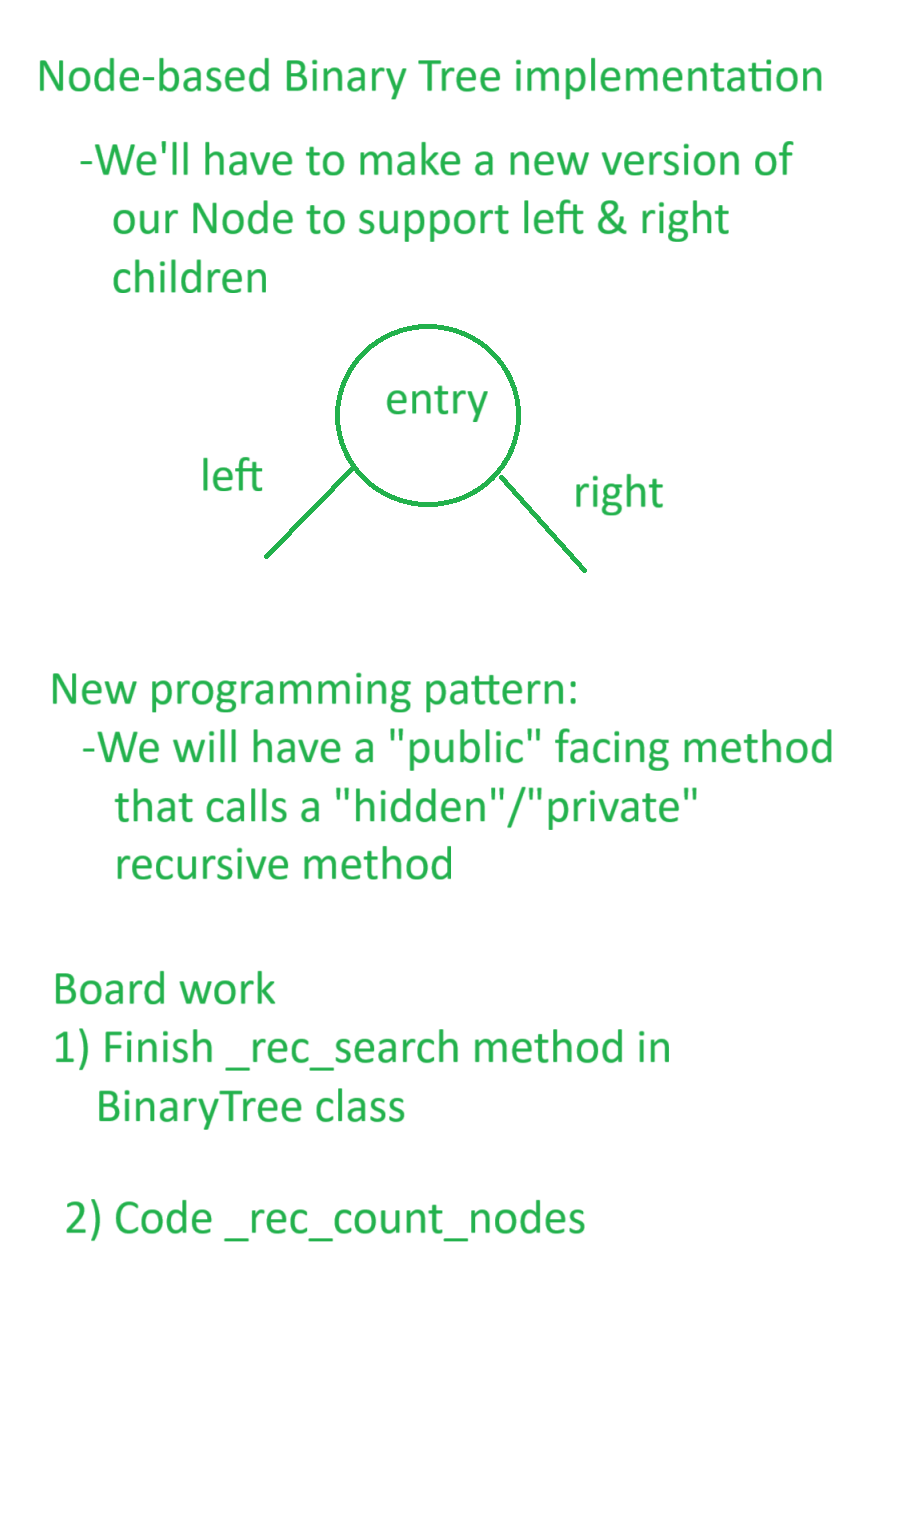 Node-based Binary Tree implementation
-We'll have to make a new version of
our Node to support left & right
children
entry
left
right
New programming pattern:
-We will have a "public" facing method
that calls a "hidden"/"private"
recursive method
Board work
1) Finish _rec_search method in
BinaryTree class
2) Code _rec_count_nodes